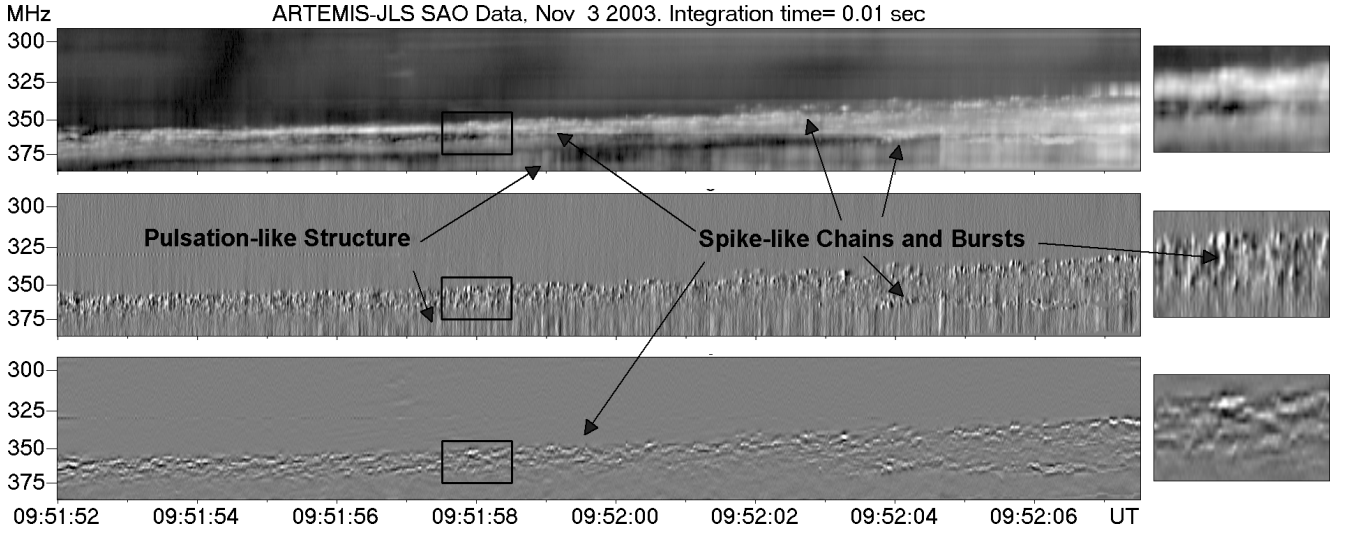 MHz
ARTEMIS-JLS SAO Data, Nov 3 2003. Integration time= 0.01 sec
300
325
350
375
300
325
350
375
Pulsation-like Structure
Spike-like Chains and Bursts
300
325
350
375
09:51:52 09:51:54 09:51:56 09:51:58 09:52:00 09:52:02 09:52:04 09:52:06 UT